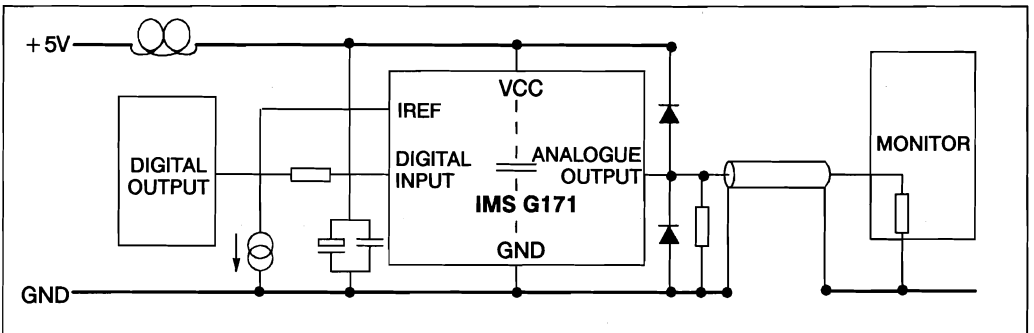 +5V
VCC
IREF
DIGITAL
OUTPUT
DIGITAL
INPUT
ANALOGUE
OUTPUT
IMS G171
GND
MONITOR
GND